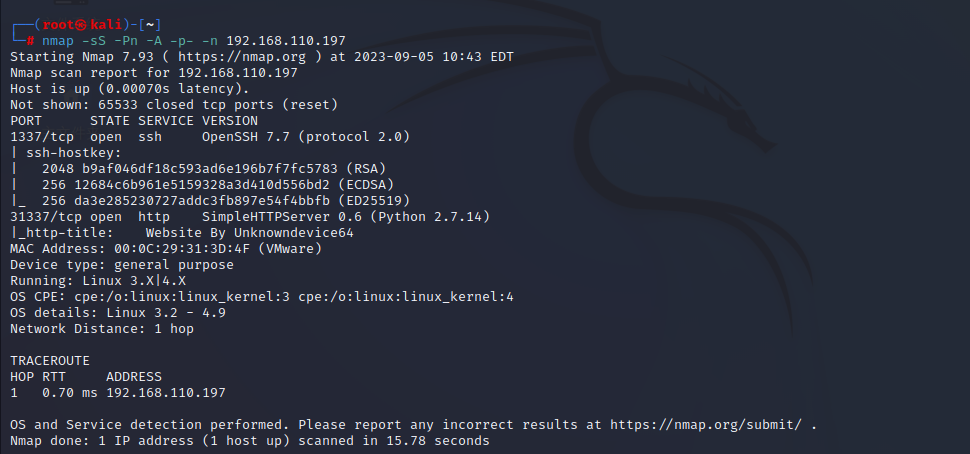 ┌──(root㉿kali)-[~]
└─# nmap -sS -Pn -A -p- -n 192.168.110.197
Starting Nmap 7.93 ( https://nmap.org ) at 2023-09-05 10:43 EDT
Nmap scan report for 192.168.110.197
Host is up (0.00070s latency).
Not shown: 65533 closed tcp ports (reset)
PORT      STATE SERVICE VERSION
1337/tcp  open  ssh     OpenSSH 7.7 (protocol 2.0)
| ssh-hostkey:
|   2048 b9af046df18c593ad6e196b7f7fc5783 (RSA)
|   256 12684c6b961e5159328a3d410d556bd2 (ECDSA)
|_  256 da3e285230727addc3fb897e54f4bbfb (ED25519)
31337/tcp open  http    SimpleHTTPServer 0.6 (Python 2.7.14)
|_http-title:    Website By Unknowndevice64
MAC Address: 00:0C:29:31:3D:4F (VMware)
Device type: general purpose
Running: Linux 3.X|4.X
OS CPE: cpe:/o:linux:linux_kernel:3 cpe:/o:linux:linux_kernel:4
OS details: Linux 3.2 - 4.9
Network Distance: 1 hop

TRACEROUTE
HOP RTT     ADDRESS
1   0.70 ms 192.168.110.197

OS and Service detection performed. Please report any incorrect results at https://nmap.org/submit/ .
Nmap done: 1 IP address (1 host up) scanned in 15.78 seconds